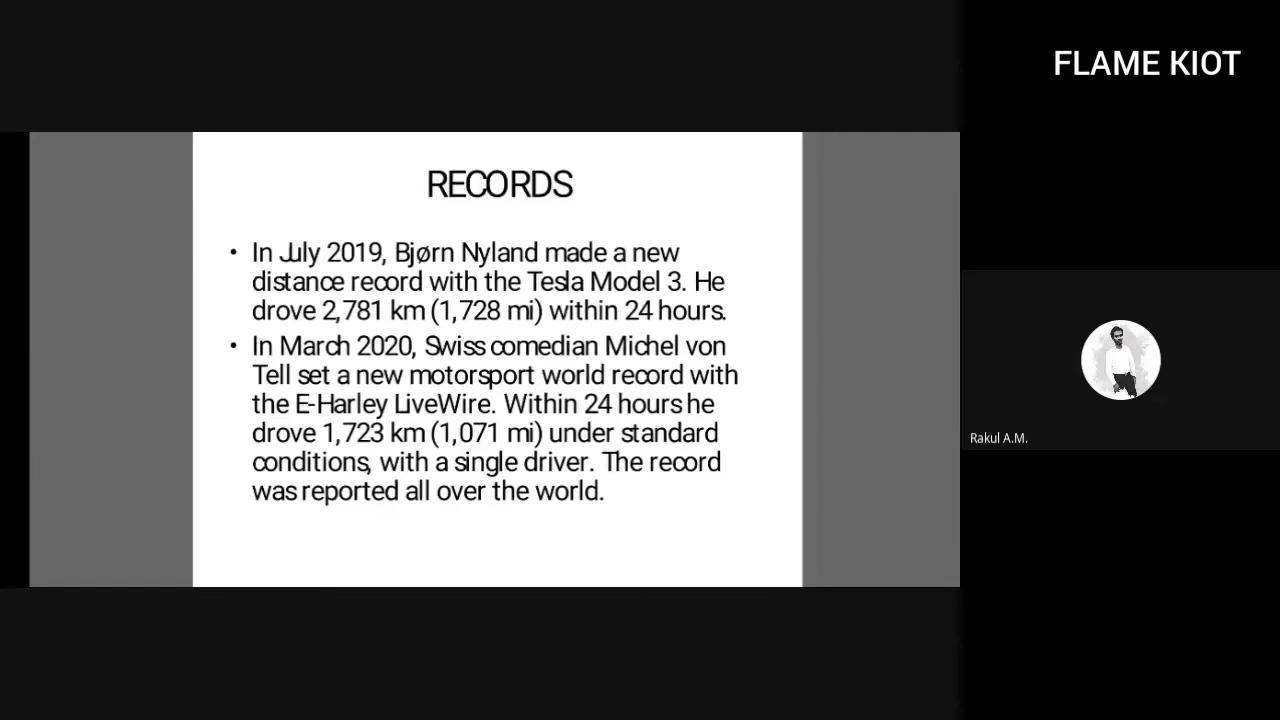 FLAME KIOT
RECORDS
• In July 2019, Bjørn Nyland made a new
distance record with the Tesla Model 3. He
drove 2,781 km (1,728 mi) within 24 hours.
• In March 2020, Swiss comedian Michel von
Tell set a new motorsport world record with
the E-Harley LiveWire. Within 24 hours he
drove 1,723 km (1,071 mi) under standard
conditions, with a single driver. The record
was reported all over the world.
Rakul A.M.